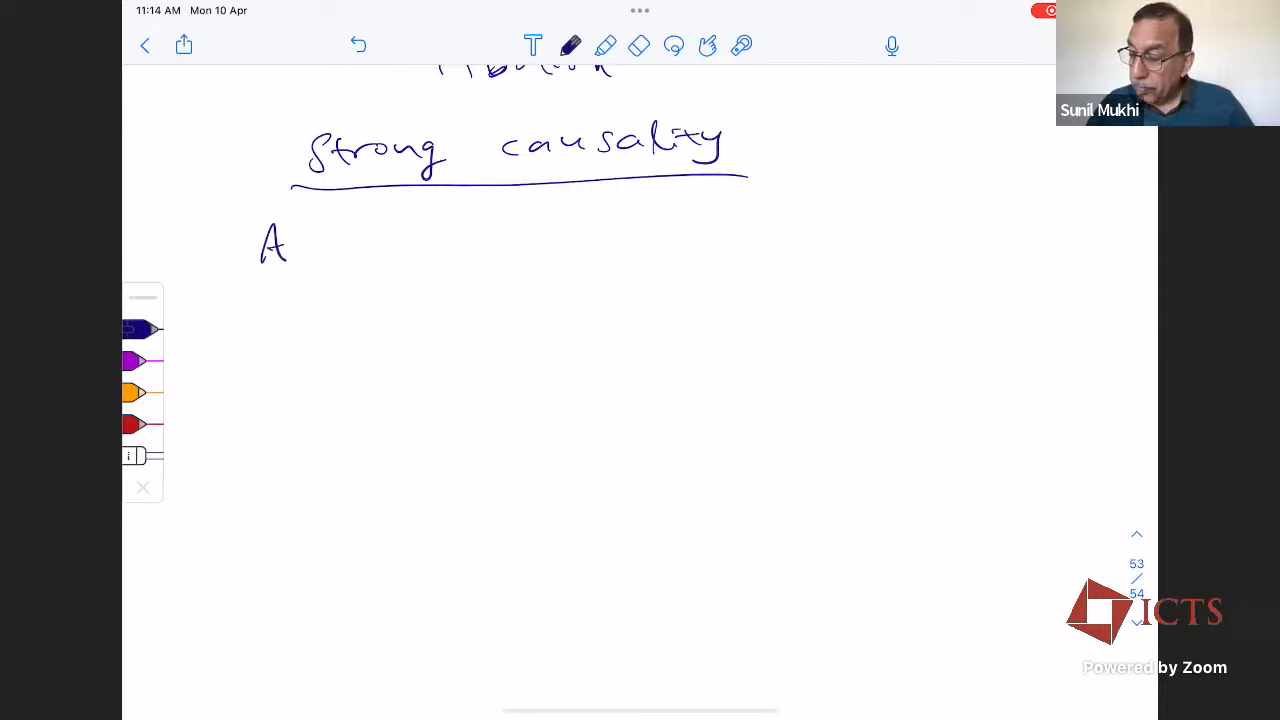 11:14 AM Mon 10 Apr
Sunil Mukhi
Strong causality
A
53
/
54
ICTS
Powered by Zoom